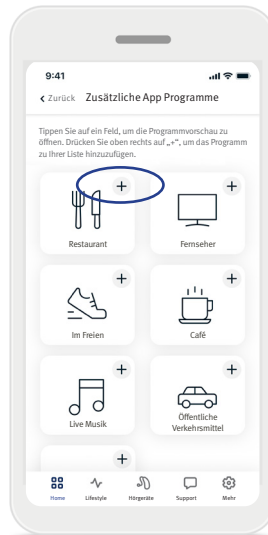 9:41
Zurück Zusätzliche App Programme
Tippen Sie auf ein Feld, um die Programmvorschau zu
öffnen. Drücken Sie oben rechts auf „+“, um das Programm
zu Ihrer Liste hinzuzufügen.
+ +
Restaurant Fernseher
+ +
Im Freien Café
+ +
Live Musik Öffentliche
Verkehrsmittel
+
Home Lifestyle Hörgeräte Support Mehr